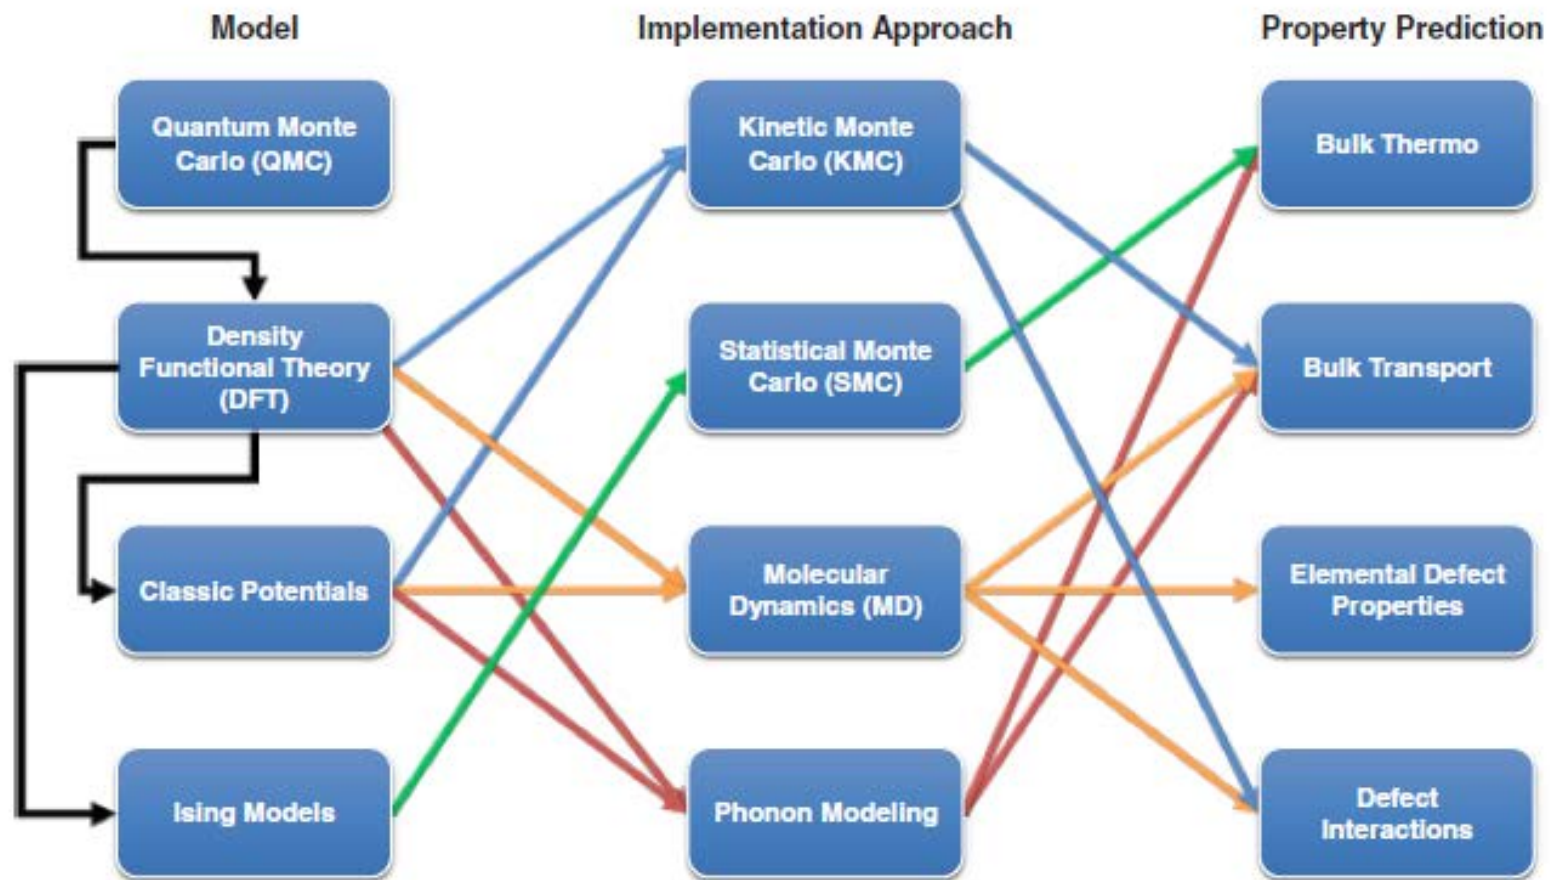 Model
Implementation Approach
Property Prediction
Quantum Monte
Carlo (QMC)
Kinetic Monte
Carlo (KMC)
Bulk Thermo
Density
Functional Theory
(DFT)
Statistical Monte
Carlo (SMC)
Bulk Transport
Classic Potentials
Molecular
Dynamics (MD)
Elemental Defect
Properties
Ising Models
Phonon Modeling
Defect
Interactions